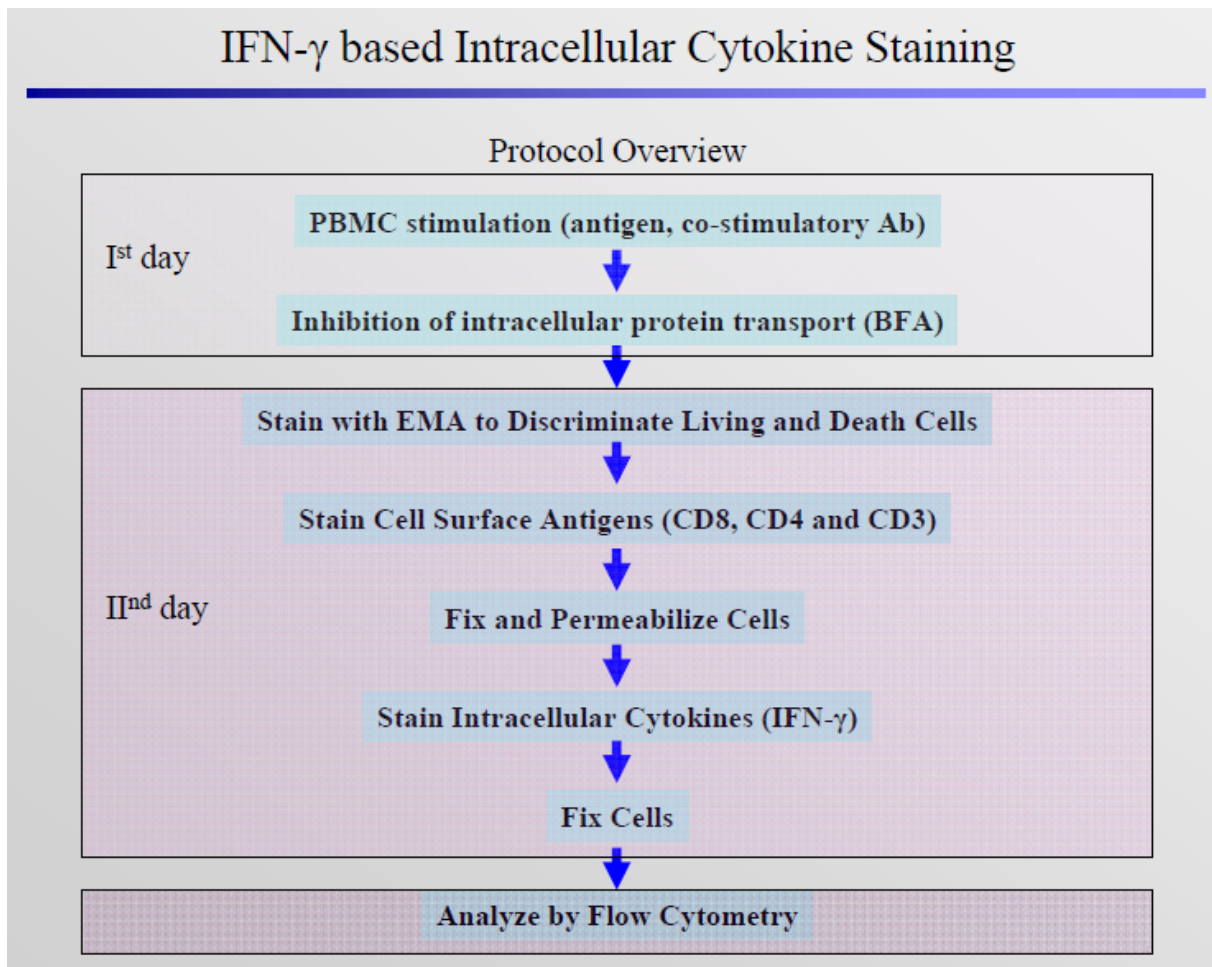 IFN-γ based Intracellular Cytokine Staining
Protocol Overview
Ist day
PBMC stimulation (antigen, co-stimulatory Ab)
Inhibition of intracellular protein transport (BFA)
IInd day
Stain with EMA to Discriminate Living and Death Cells
Stain Cell Surface Antigens (CD8, CD4 and CD3)
Fix and Permeabilize Cells
Stain Intracellular Cytokines (IFN-γ)
Fix Cells
Analyze by Flow Cytometry